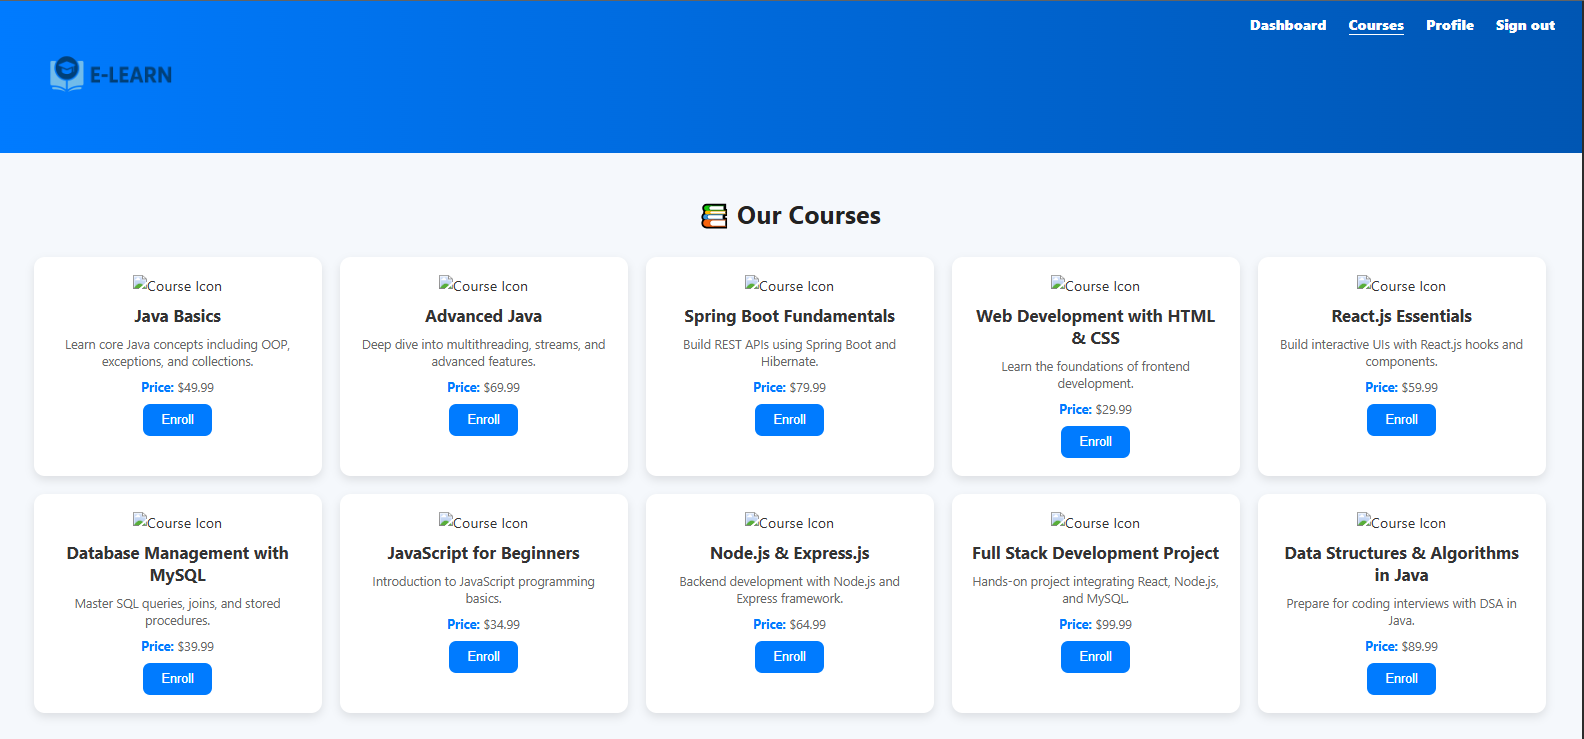 Dashboard Courses Profile Sign out
E-LEARN
Our Courses
Course Icon
Java Basics
Learn core Java concepts including OOP,
exceptions, and collections.
Price: $49.99
Enroll
Course Icon
Advanced Java
Deep dive into multithreading, streams, and
advanced features.
Price: $69.99
Enroll
Course Icon
Spring Boot Fundamentals
Build REST APIs using Spring Boot and
Hibernate.
Price: $79.99
Enroll
Course Icon
Web Development with HTML
& CSS
Learn the foundations of frontend
development.
Price: $29.99
Enroll
Course Icon
React.js Essentials
Build interactive UIs with React.js hooks and
components.
Price: $59.99
Enroll
Course Icon
Database Management with
MySQL
Master SQL queries, joins, and stored
procedures.
Price: $39.99
Enroll
Course Icon
JavaScript for Beginners
Introduction to JavaScript programming
basics.
Price: $34.99
Enroll
Course Icon
Node.js & Express.js
Backend development with Node.js and
Express framework.
Price: $64.99
Enroll
Course Icon
Full Stack Development Project
Hands-on project integrating React, Node.js,
and MySQL.
Price: $99.99
Enroll
Course Icon
Data Structures & Algorithms
in Java
Prepare for coding interviews with DSA in
Java.
Price: $89.99
Enroll